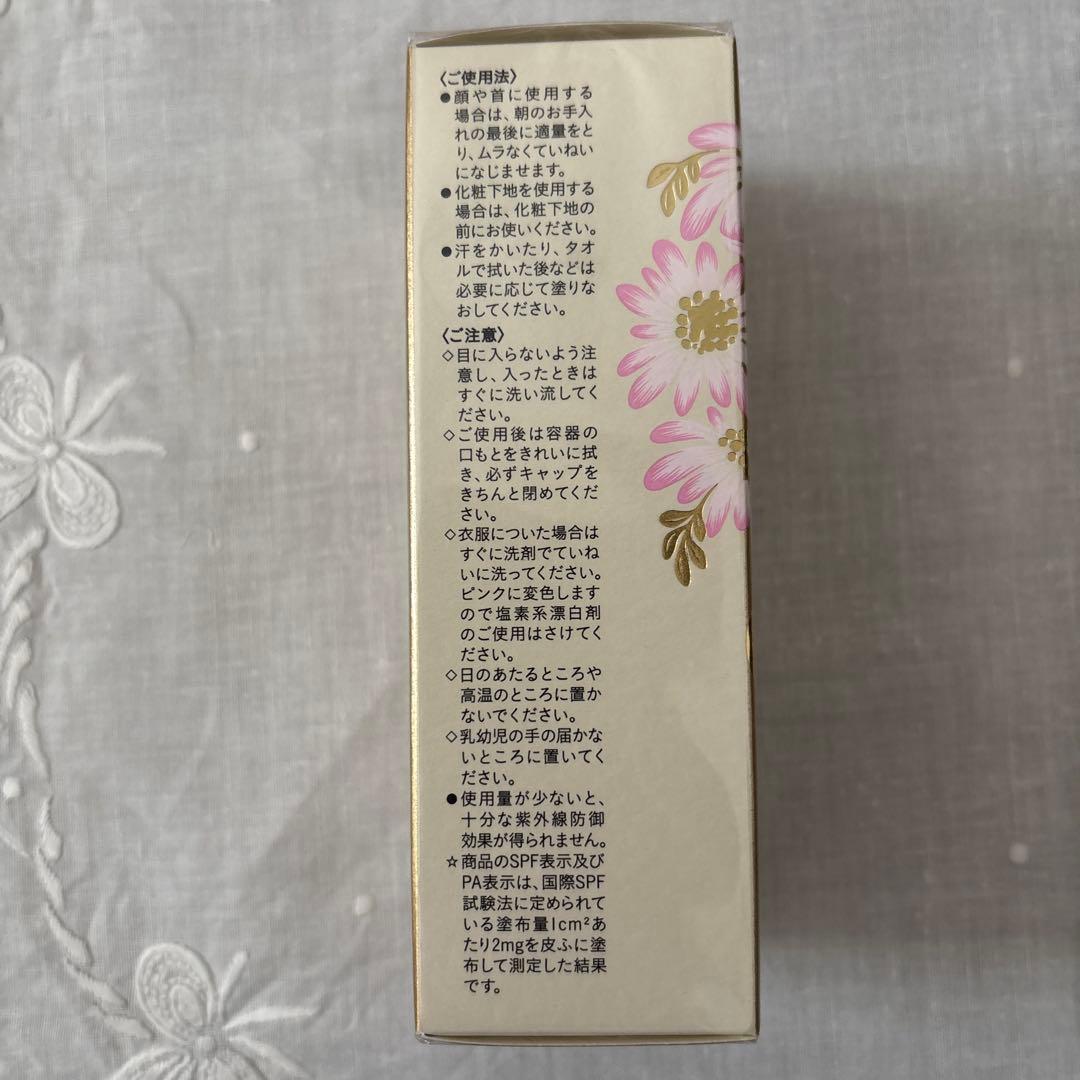 〈ご使用法〉
●顔や首に使用する
場合は、朝のお手入
れの最後に適量をと
り、ムラなくていねい
になじませます。
●化粧下地を使用する
場合は、化粧下地の
前にお使いください。
●汗をかいたり、タオ
ルで拭いた後などは
必要に応じて塗りな
おしてください。
〈ご注意〉
◇目に入らないよう注
意し、入ったときは
すぐに洗い流してく
ださい。
◇ご使用後は容器の
口もとをきれいに拭
き、必ずキャップを
きちんと閉めてくだ
さい。
◇衣服についた場合は
すぐに洗剤でていね
いに洗ってください。
ピンクに変色します
ので塩素系漂白剤
のご使用はさけてく
ださい。
◇日のあたるところや
高温のところに置か
ないでください。
◇乳幼児の手の届かな
いところに置いてく
ださい。
●使用量が少ないと、
十分な紫外線防御
効果が得られません。
☆商品のSPF表示及び
PA表示は、国際SPF
試験法に定められて
いる塗布量1cm²あ
たり2mgを皮ふに塗
布して測定した結果
です。